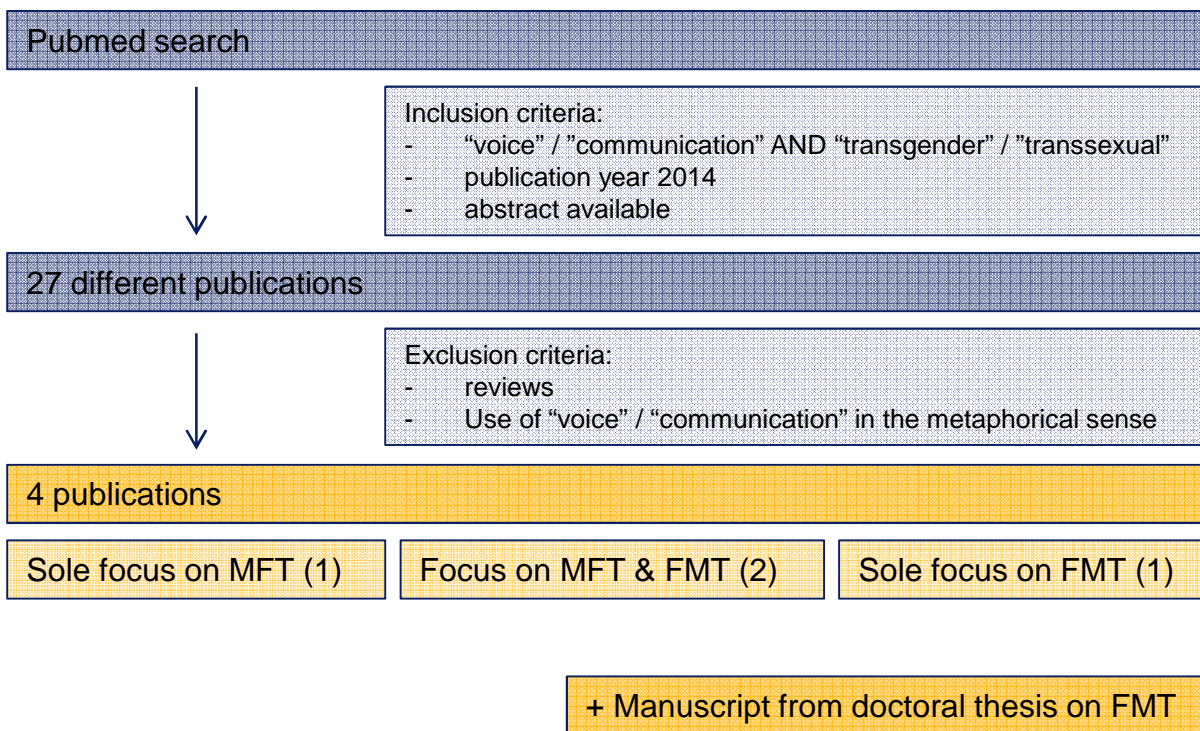 Pubmed search
Inclusion criteria:
- “voice” / ”communication” AND “transgender” / ”transsexual”
- publication year 2014
- abstract available
27 different publications
Exclusion criteria:
- reviews
- Use of “voice” / “communication” in the metaphorical sense
4 publications
Sole focus on MFT (1)
Focus on MFT & FMT (2)
Sole focus on FMT (1)
+ Manuscript from doctoral thesis on FMT